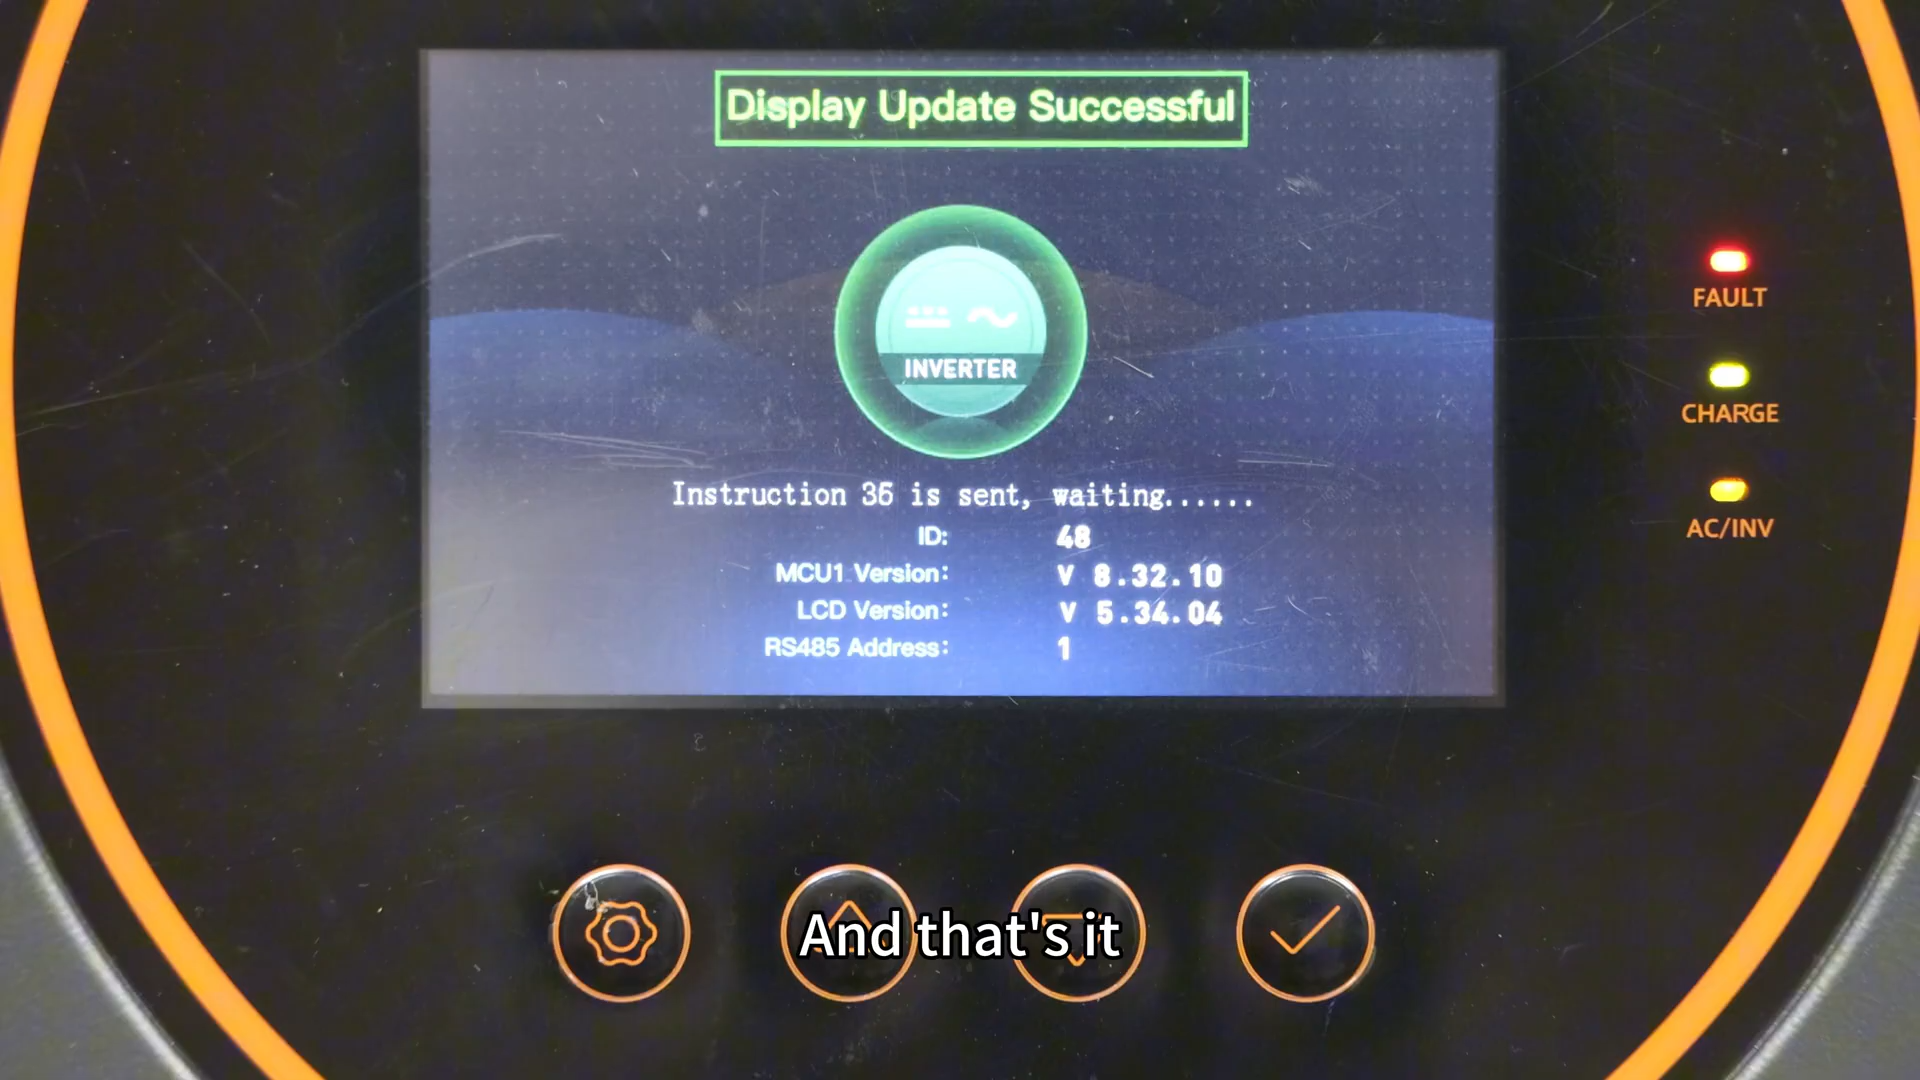 Display Update Successful
INVERTER
Instruction 36 is sent, waiting......
ID: 48
MCU1 Version: V 8.32.10
LCD Version: V 5.34.04
RS485 Address: 1
FAULT
CHARGE
AC/INV
And that's it